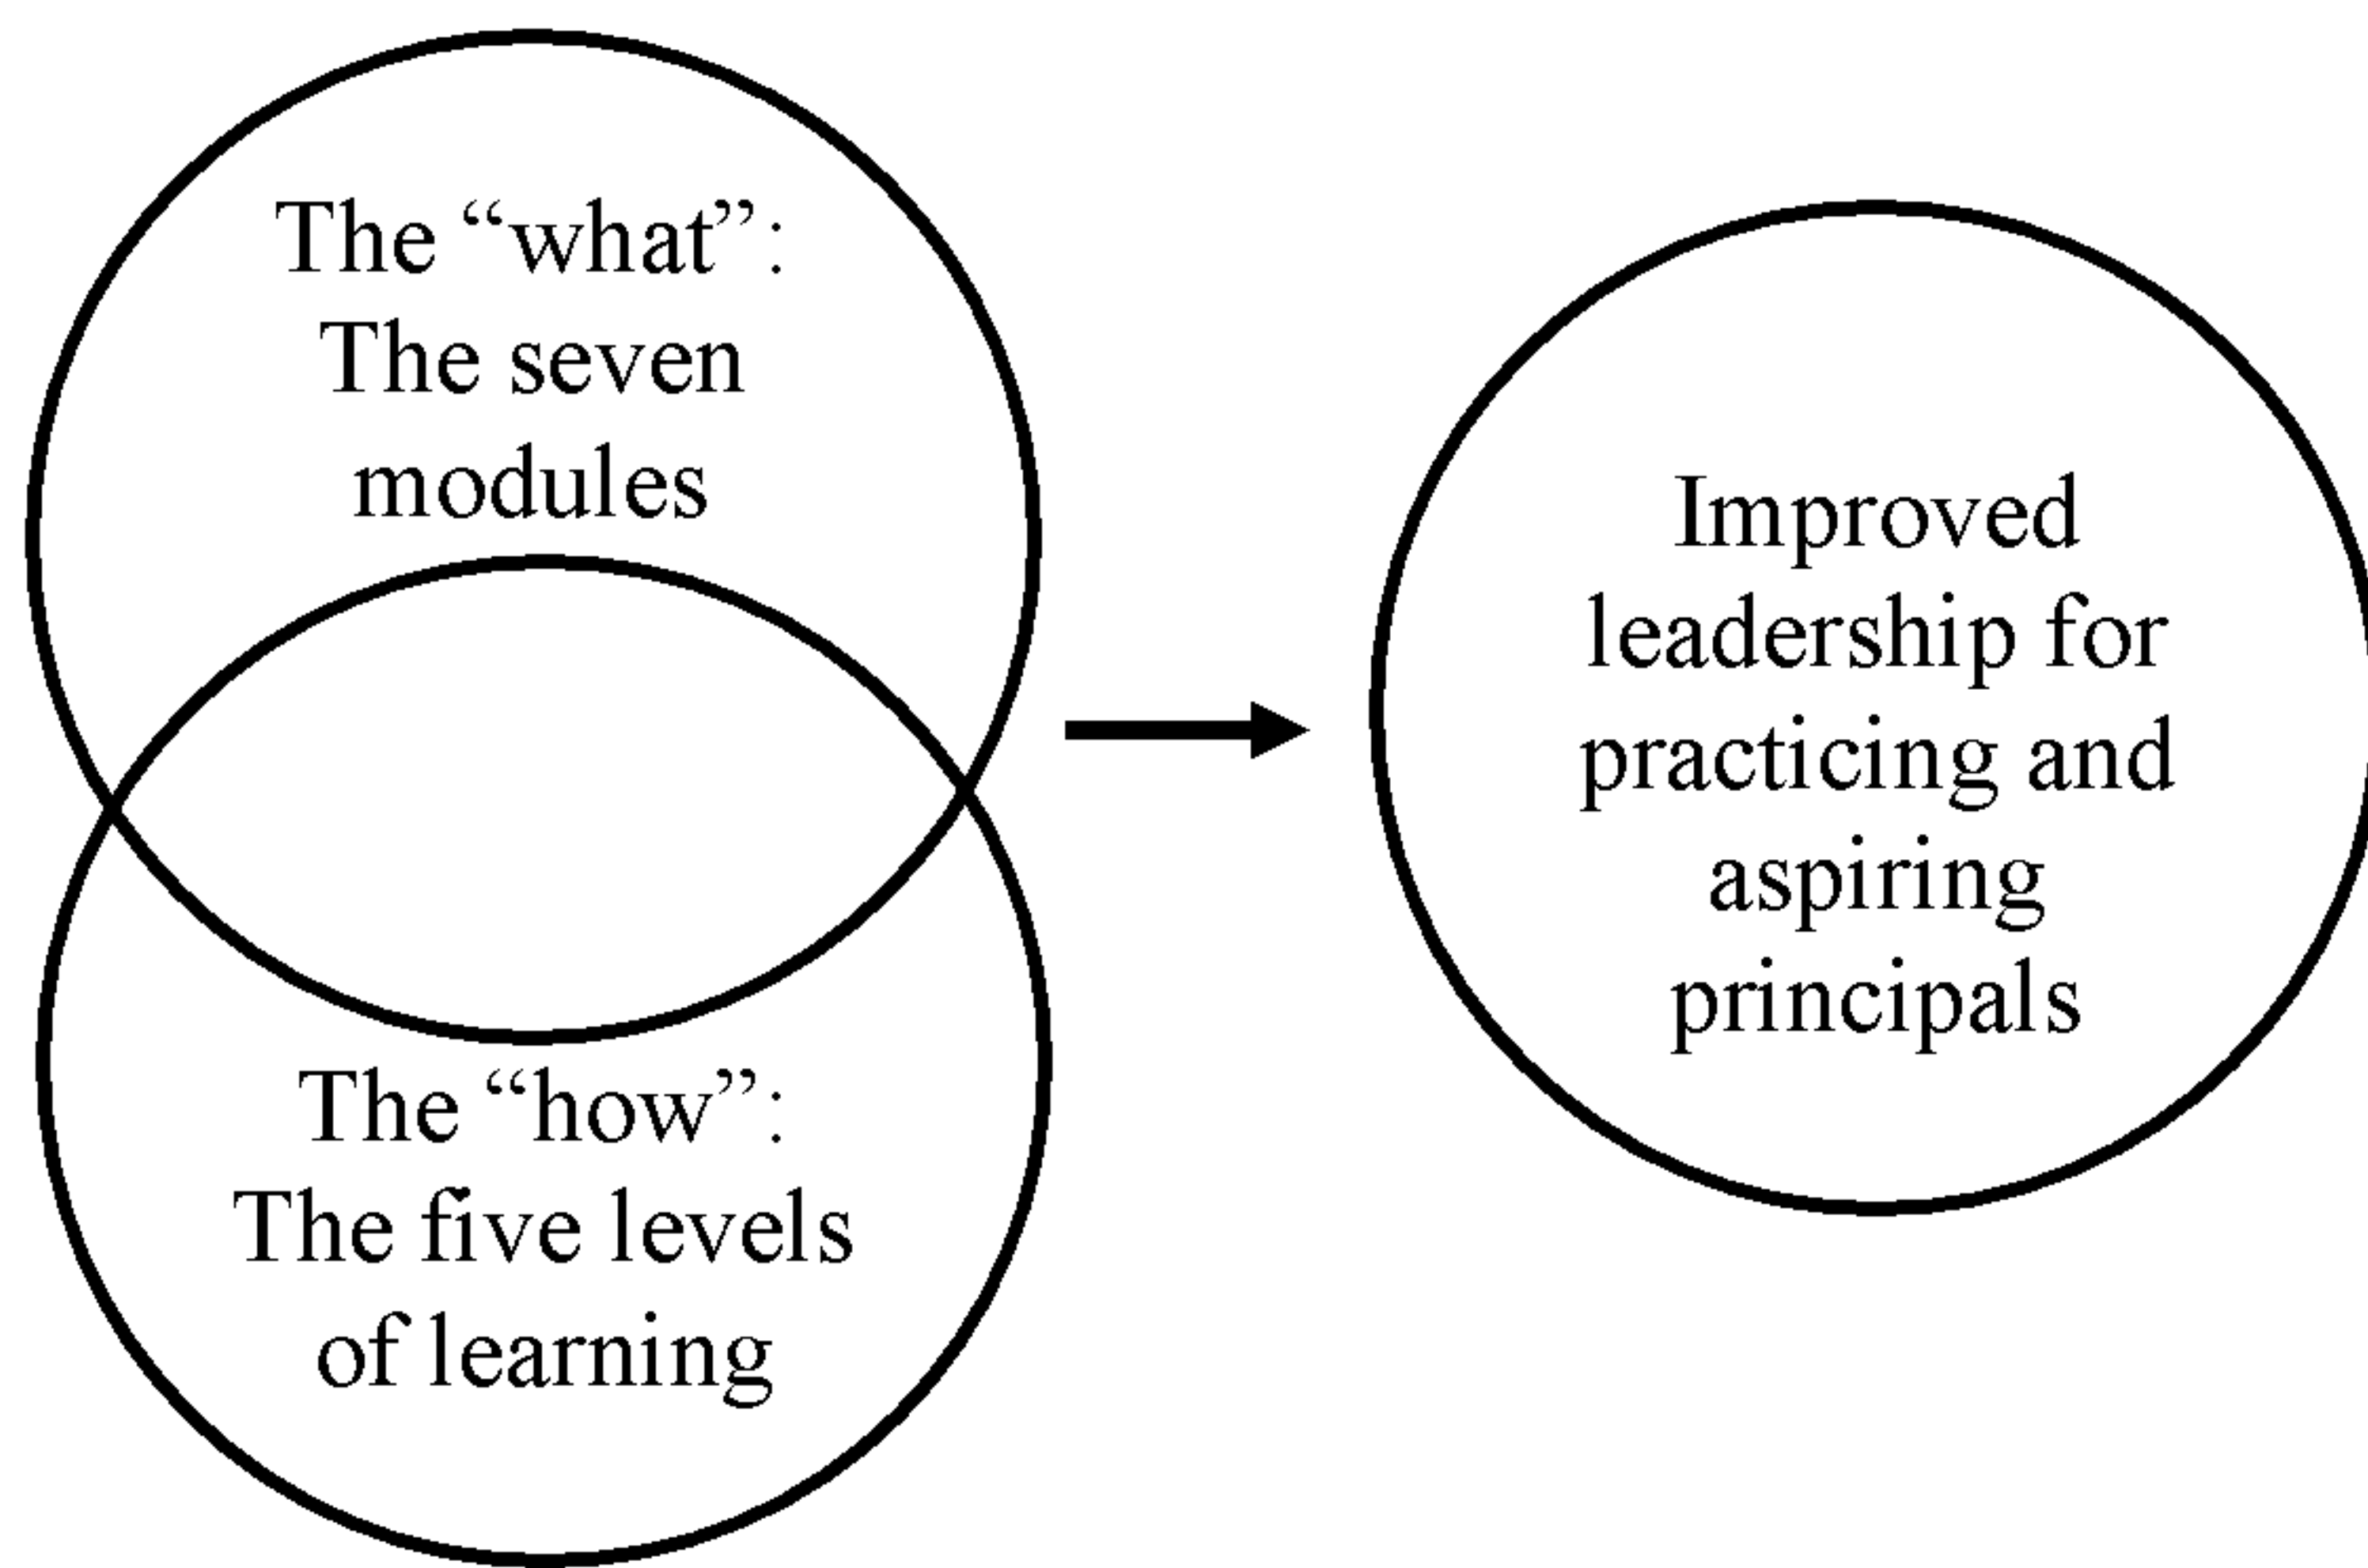 The “what”:
The seven
modules
The “how”:
The five levels
of learning
Improved
leadership for
practicing and
aspiring
principals